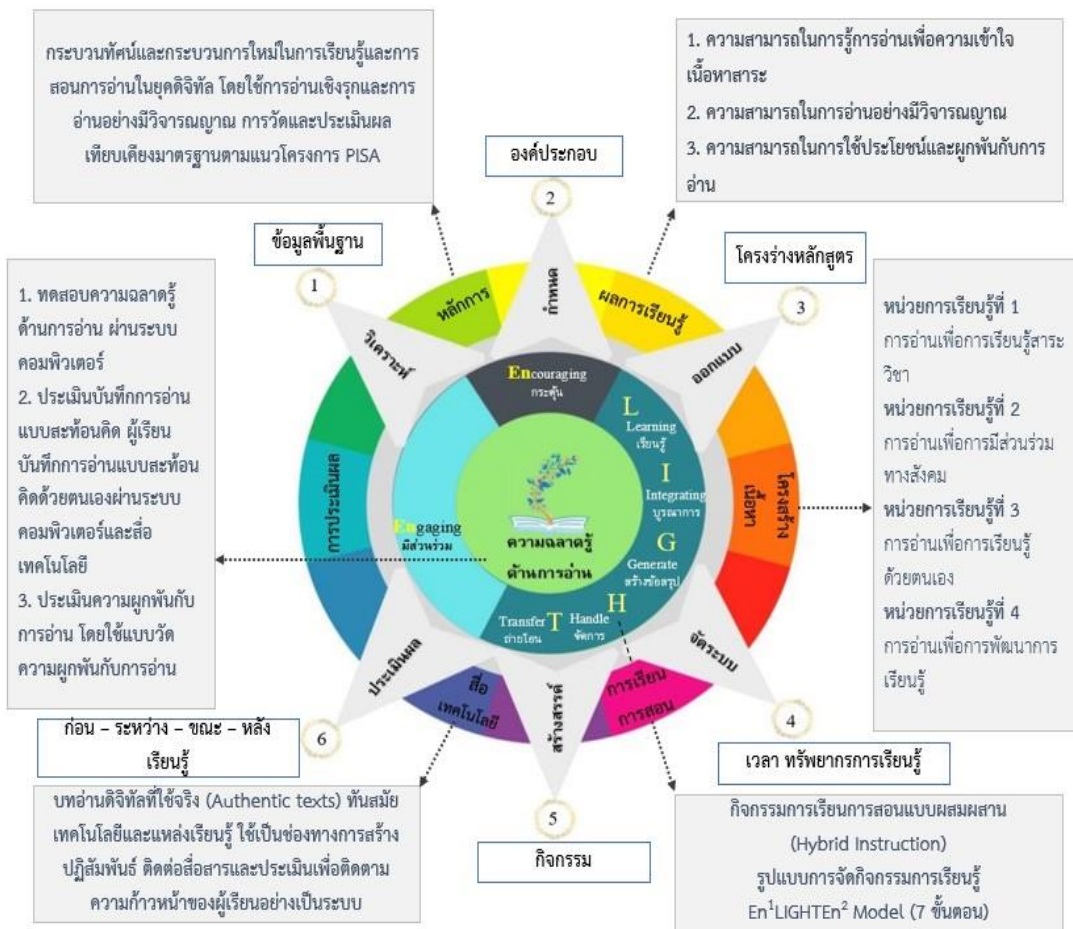 กระบวนทัศน์และกระบวนการใหม่ในการเรียนรู้และการ
สอนการอ่านในยุคดิจิทัล โดยใช้การอ่านเชิงรุกและการ
อ่านอย่างมีวิจารณญาณ การวัดและประเมินผล
เทียบเคียงมาตรฐานตามแนวโครงการ PISA
องค์ประกอบ
2
1. ความสามารถในการรู้การอ่านเพื่อความเข้าใจ
เนื้อหาสาระ
2. ความสามารถในการอ่านอย่างมีวิจารณญาณ
3. ความสามารถในการใช้ประโยชน์และผูกพันกับการ
อ่าน
ข้อมูลพื้นฐาน
1
โครงร่างหลักสูตร
3
1. ทดสอบความฉลาดรู้
ด้านการอ่าน ผ่านระบบ
คอมพิวเตอร์
2. ประเมินบันทึกการอ่าน
แบบสะท้อนคิด ผู้เรียน
บันทึกการอ่านแบบสะท้อน
คิดด้วยตนเองผ่านระบบ
คอมพิวเตอร์และสื่อ
เทคโนโลยี
3. ประเมินความผูกพันกับ
การอ่าน โดยใช้แบบวัด
ความผูกพันกับการอ่าน
หลักการ
กำหนด
ผลการเรียนรู้
วิเคราะห์
ออกแบบ
Encouraging
กระตุ้น
L
Learning
เรียนรู้
I
Integrating
บูรณาการ
G
Generate
สร้างข้อสรุป
H
Handle
จัดการ
T
Transfer
ถ่ายโอน
Engaging
มีส่วนร่วม
ความฉลาดรู้
ด้านการอ่าน
การประเมินผล
โครงสร้าง
เนื้อหา
หน่วยการเรียนรู้ที่ 1
การอ่านเพื่อการเรียนรู้สาระ
วิชา
หน่วยการเรียนรู้ที่ 2
การอ่านเพื่อการมีส่วนร่วม
ทางสังคม
หน่วยการเรียนรู้ที่ 3
การอ่านเพื่อการเรียนรู้
ด้วยตนเอง
หน่วยการเรียนรู้ที่ 4
การอ่านเพื่อการพัฒนาการ
เรียนรู้
ประเมินผล
สื่อ
เทคโนโลยี
สร้างสรรค์
การเรียน
การสอน
จัดระบบ
ก่อน – ระหว่าง – ขณะ – หลัง
เรียนรู้
6
4
เวลา ทรัพยากรการเรียนรู้
บทอ่านดิจิทัลที่ใช้จริง (Authentic texts) ทันสมัย
เทคโนโลยีและแหล่งเรียนรู้ ใช้เป็นช่องทางการสร้าง
ปฏิสัมพันธ์ ติดต่อสื่อสารและประเมินเพื่อติดตาม
ความก้าวหน้าของผู้เรียนอย่างเป็นระบบ
5
กิจกรรม
กิจกรรมการเรียนการสอนแบบผสมผสาน
(Hybrid Instruction)
รูปแบบการจัดกิจกรรมการเรียนรู้
En¹LIGHTEn² Model (7 ขั้นตอน)